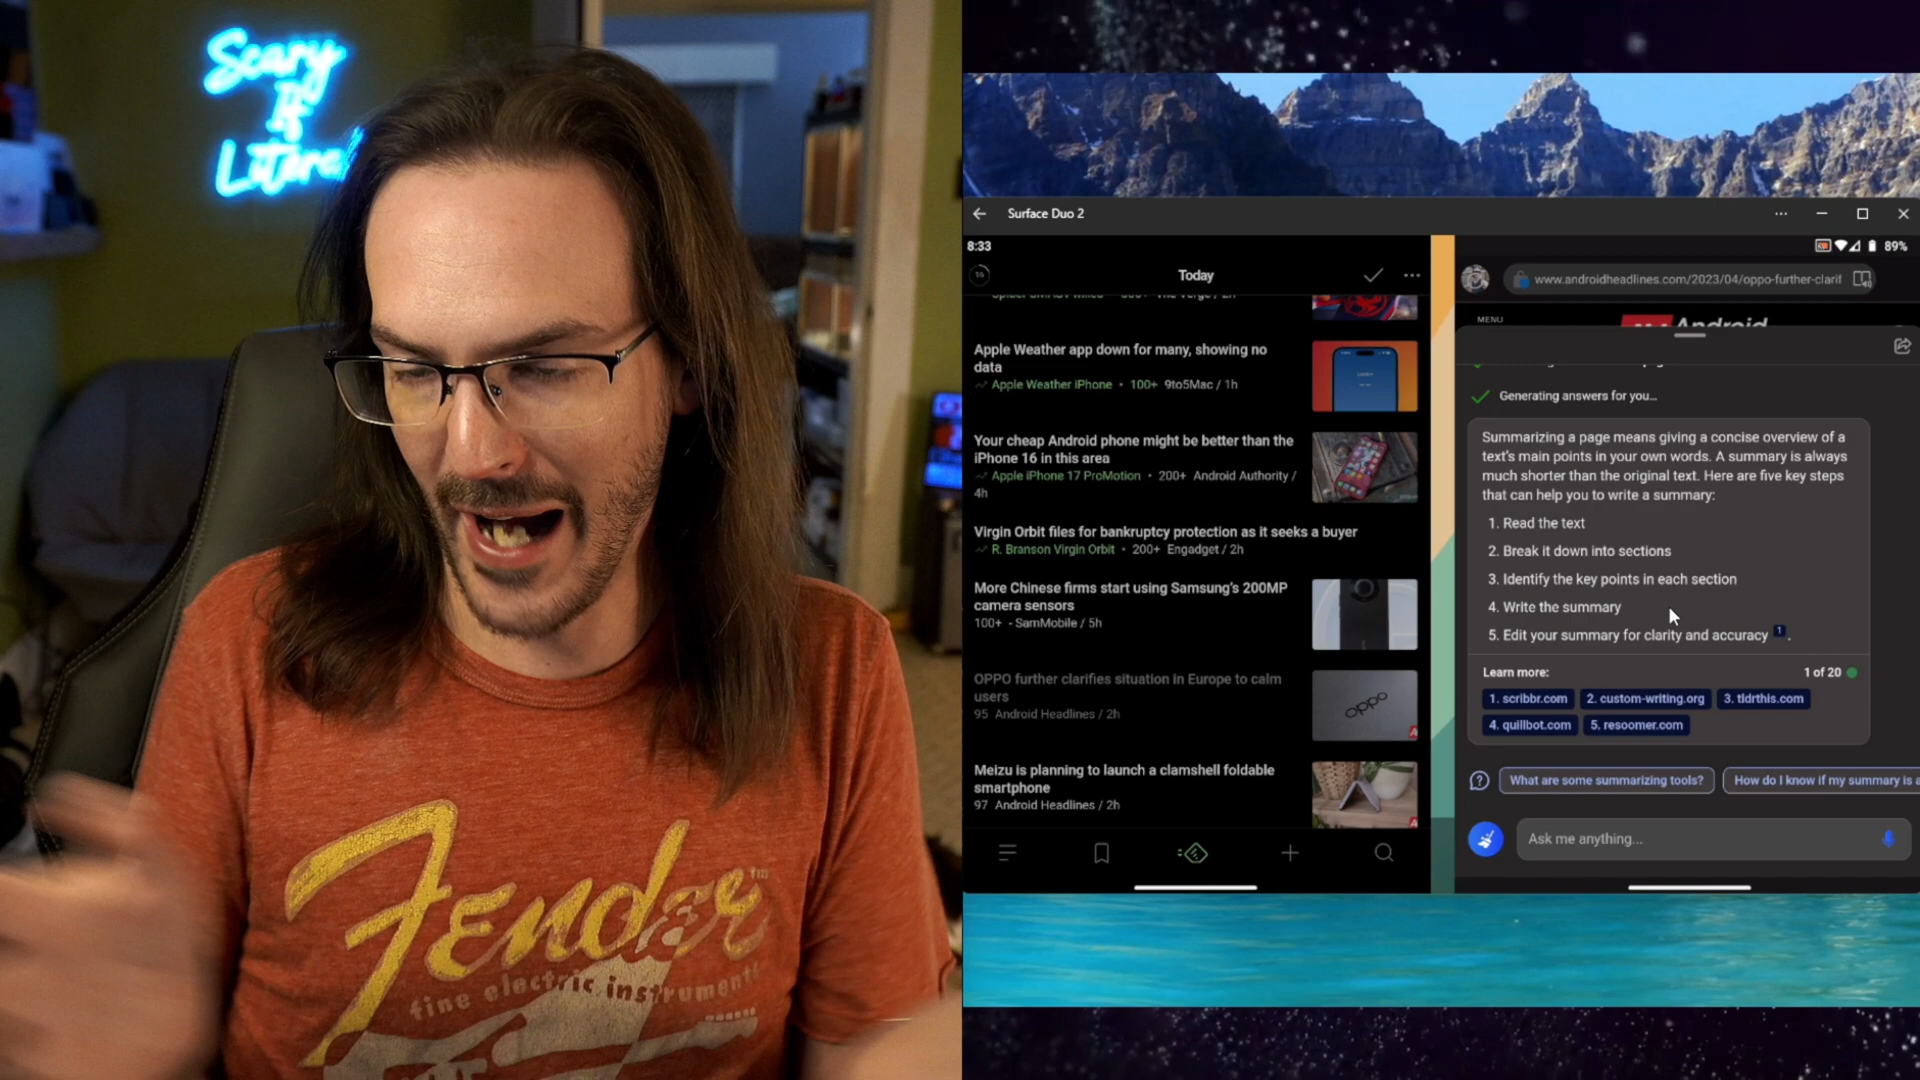 Scary
Is
Litera
Fender™
fine electric instruments
Surface Duo 2
8:33
16
Today
The Verge / 2h
Apple Weather app down for many, showing no
data
Apple Weather iPhone • 100+ 9to5Mac / 1h
Your cheap Android phone might be better than the
iPhone 16 in this area
Apple iPhone 17 ProMotion • 200+ Android Authority /
4h
Virgin Orbit files for bankruptcy protection as it seeks a buyer
R. Branson Virgin Orbit • 200+ Engadget / 2h
More Chinese firms start using Samsung's 200MP
camera sensors
100+ - SamMobile / 5h
OPPO further clarifies situation in Europe to calm
users
95 Android Headlines / 2h
oppo
Meizu is planning to launch a clamshell foldable
smartphone
97 Android Headlines / 2h
89%
www.androidheadlines.com/2023/04/oppo-further-clarif
MENU
Android
Generating answers for you...
Summarizing a page means giving a concise overview of a
text's main points in your own words. A summary is always
much shorter than the original text. Here are five key steps
that can help you to write a summary:
1. Read the text
2. Break it down into sections
3. Identify the key points in each section
4. Write the summary
5. Edit your summary for clarity and accuracy 1 .
Learn more:
1 of 20
1. scribbr.com 2. custom-writing.org 3. tldrthis.com
4. quillbot.com 5. resoomer.com
What are some summarizing tools?
How do I know if my summary is a
Ask me anything...